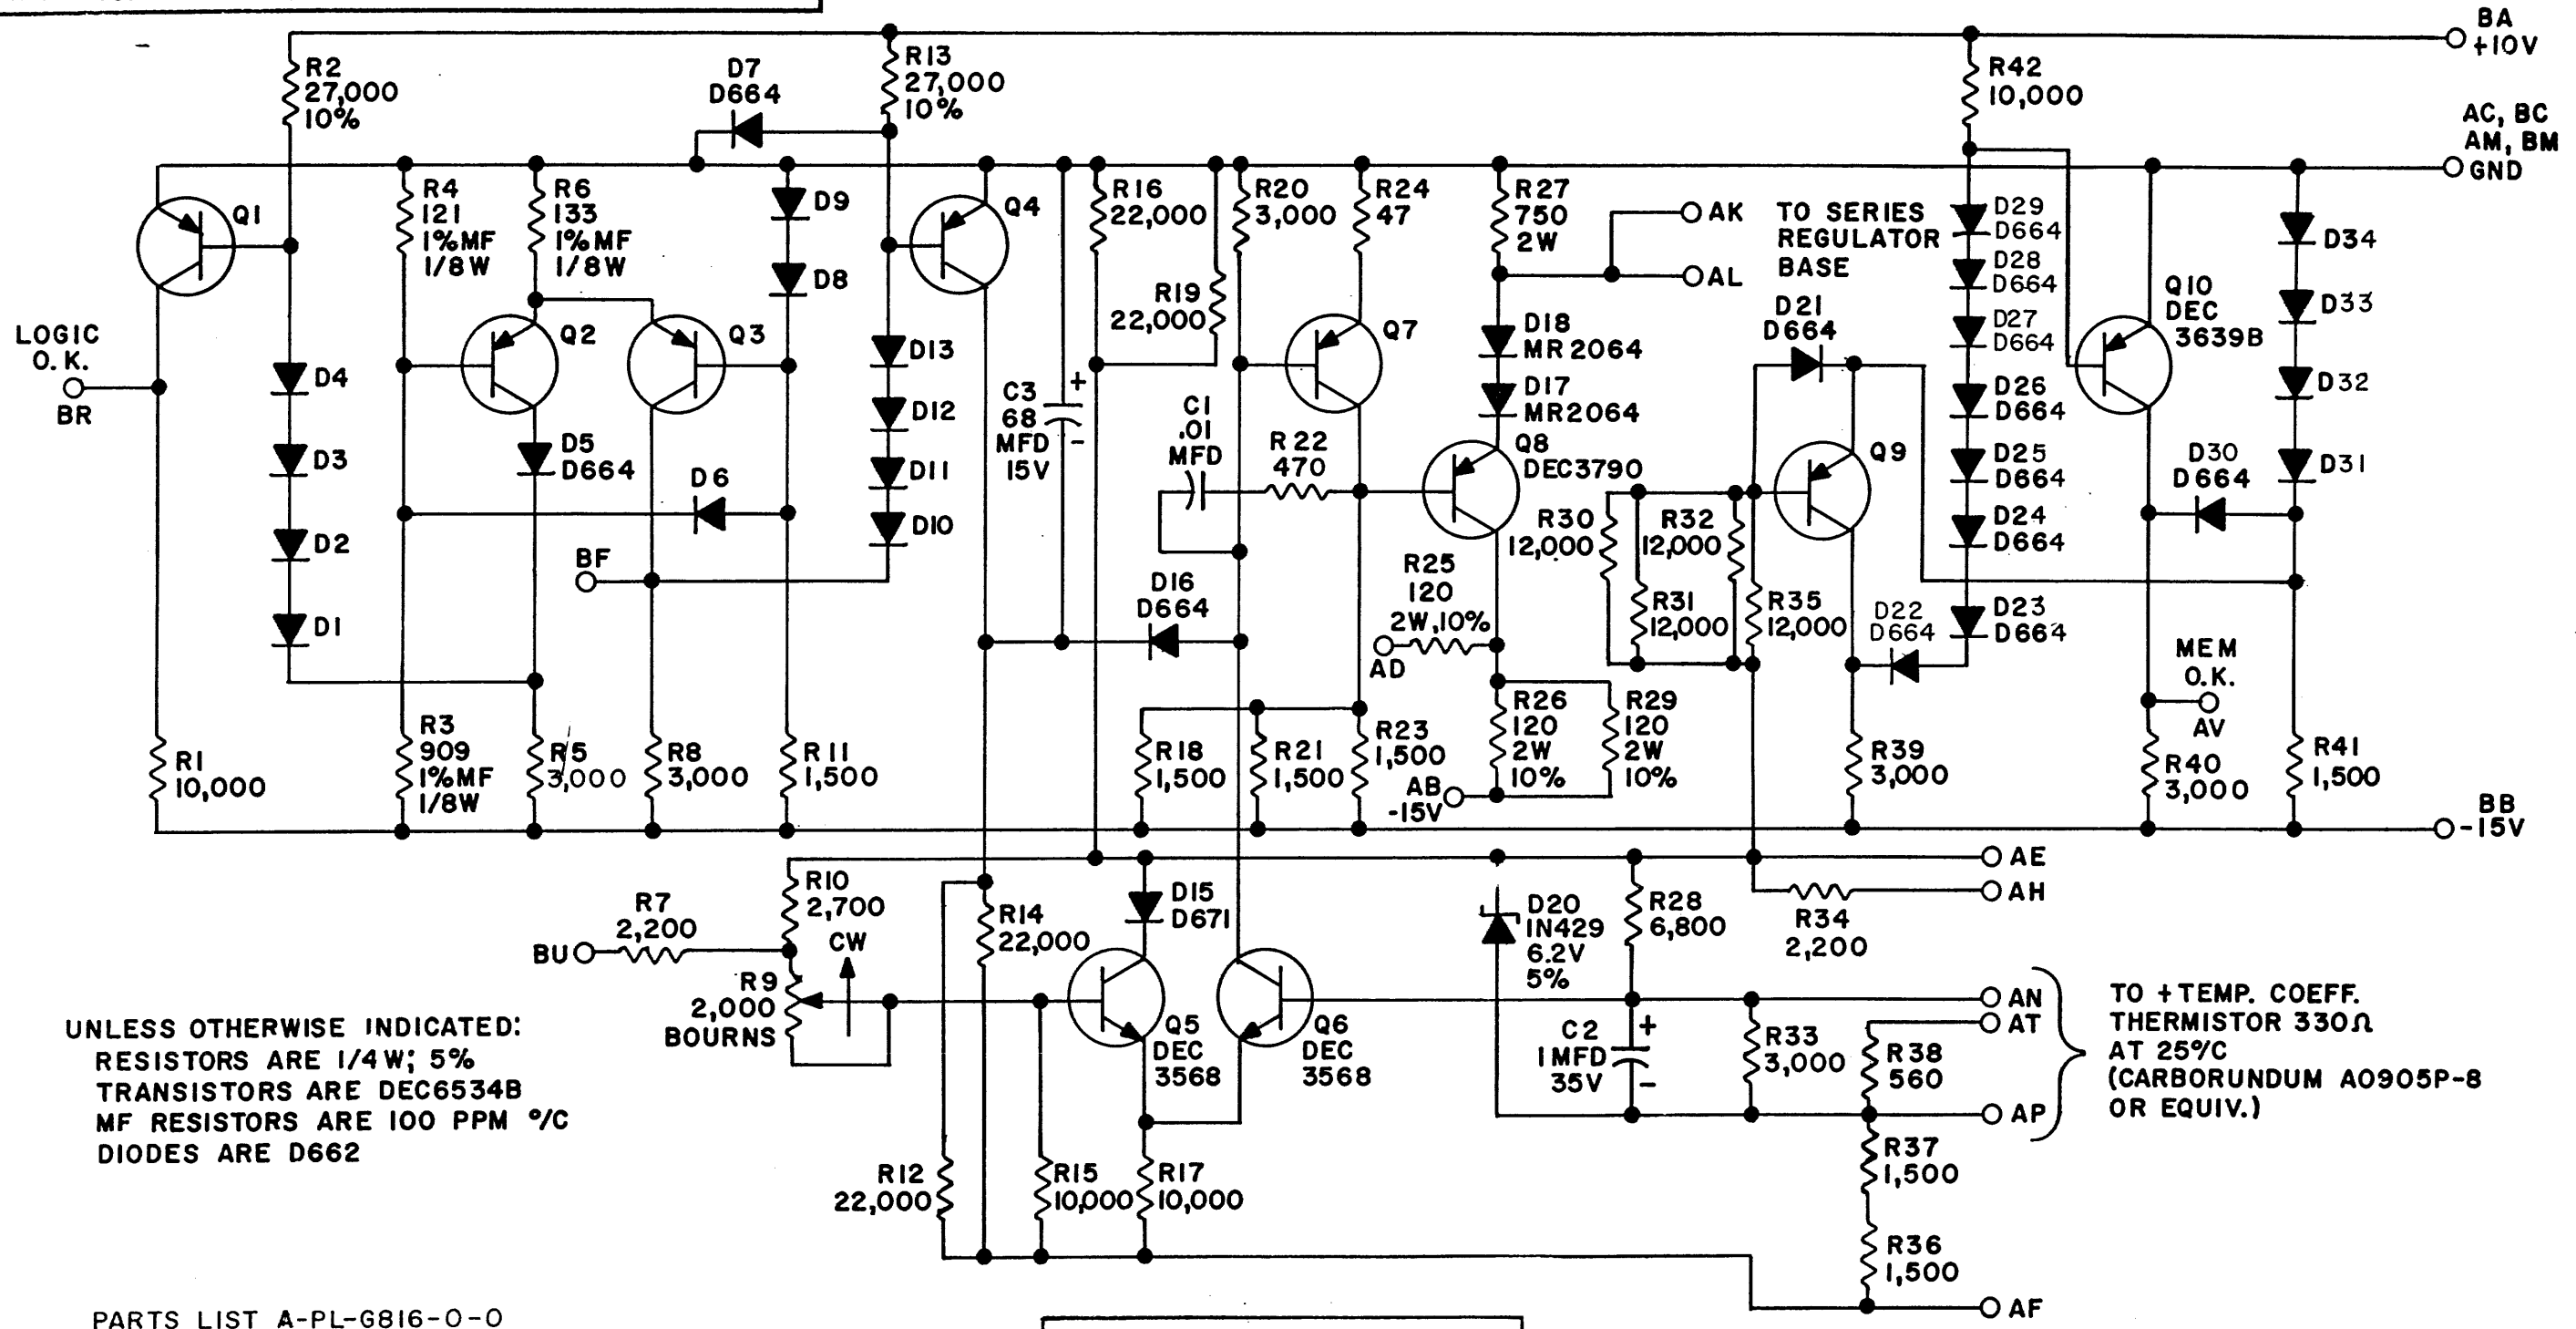 BA
+10V
R2
27,000
10%
D7
D664
R13
27,000
10%
R42
10,000
AC, BC
AM, BM
GND
Q1
R4
121
1%MF
1/8W
R6
133
1%MF
1/8W
D9
D8
Q4
R16
22,000
R20
3,000
R24
47
R27
750
2W
AK
AL
TO SERIES
REGULATOR
BASE
D29
D664
D28
D664
D27
D664
D26
D664
D25
D664
D24
D664
D23
D664
Q10
DEC
3639B
D34
D33
D32
D31
R19
22,000
LOGIC
O.K.
BR
Q2
Q3
D4
D3
D2
D1
D5
D664
D6
BF
D13
D12
D11
D10
C3
68
MFD
15V
+
-
Q7
C1
.01
MFD
R22
470
D18
MR2064
D17
MR2064
Q8
DEC3790
D21
D664
Q9
D30
D664
R30
12,000
R32
12,000
R31
12,000
R35
12,000
D16
D664
R25
120
2W,10%
AD
D22
D664
MEM
O.K.
AV
R1
10,000
R3
909
1%MF
1/8W
R5
3,000
R8
3,000
R11
1,500
R18
1,500
R21
1,500
R23
1,500
R26
120
2W
10%
R29
120
2W
10%
AB
-15V
R39
3,000
R40
3,000
R41
1,500
BB
-15V
AE
AH
R10
2,700
CW
R7
2,200
BU
R9
2,000
BOURNS
R14
22,000
D15
D671
D20
IN429
6.2V
5%
R28
6,800
R34
2,200
Q5
DEC
3568
Q6
DEC
3568
C2
1MFD
35V
+
-
R33
3,000
R38
560
AN
AT
AP
TO + TEMP. COEFF.
THERMISTOR 330Ω
AT 25°/C
(CARBORUNDUM A0905P-8
OR EQUIV.)
UNLESS OTHERWISE INDICATED:
RESISTORS ARE 1/4W; 5%
TRANSISTORS ARE DEC6534B
MF RESISTORS ARE 100 PPM °/C
DIODES ARE D662
R12
22,000
R15
10,000
R17
10,000
R37
1,500
R36
1,500
AF
PARTS LIST A-PL-G816-0-0